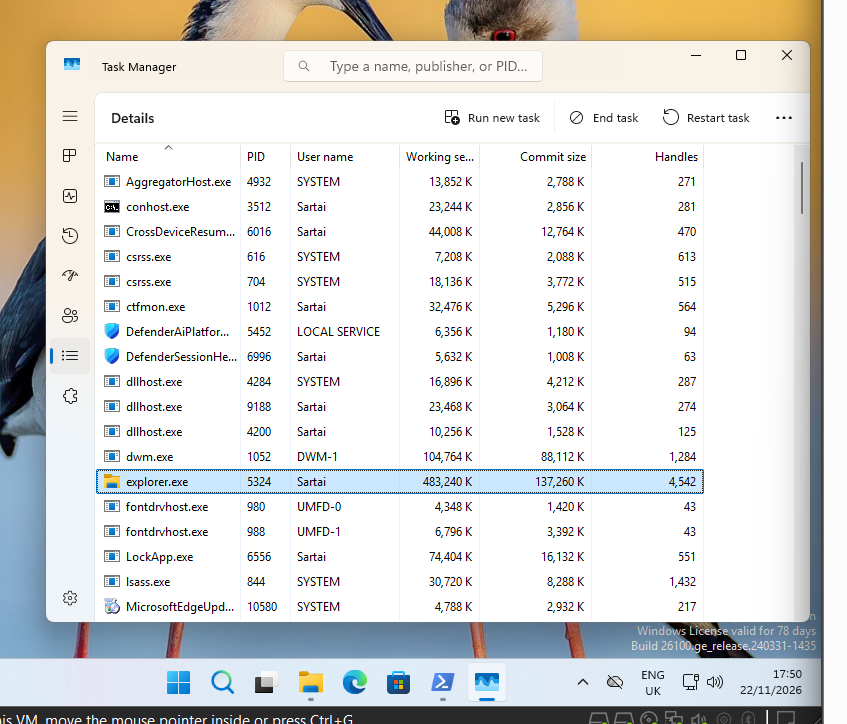 Task Manager
Type a name, publisher, or PID...
Details
Run new task
End task
Restart task
Name PID User name Working se... Commit size Handles
AggregatorHost.exe 4932 SYSTEM 13,852 K 2,788 K 271
conhost.exe 3512 Sartai 23,244 K 2,856 K 281
CrossDeviceResum... 6016 Sartai 44,008 K 12,764 K 470
csrss.exe 616 SYSTEM 7,208 K 2,088 K 613
csrss.exe 704 SYSTEM 18,136 K 3,772 K 515
ctfmon.exe 1012 Sartai 32,476 K 5,296 K 564
DefenderAiPlatfor... 5452 LOCAL SERVICE 6,356 K 1,180 K 94
DefenderSessionHe... 6996 Sartai 5,632 K 1,008 K 63
dllhost.exe 4284 SYSTEM 16,896 K 4,212 K 287
dllhost.exe 9188 Sartai 23,468 K 3,064 K 274
dllhost.exe 4200 Sartai 10,256 K 1,528 K 125
dwm.exe 1052 DWM-1 104,764 K 88,112 K 1,284
explorer.exe 5324 Sartai 483,240 K 137,260 K 4,542
fontdrvhost.exe 980 UMFD-0 4,348 K 1,420 K 43
fontdrvhost.exe 988 UMFD-1 6,796 K 3,392 K 43
LockApp.exe 6556 Sartai 74,404 K 16,132 K 551
lsass.exe 844 SYSTEM 30,720 K 8,288 K 1,432
MicrosoftEdgeUpd... 10580 SYSTEM 4,788 K 2,932 K 217
Windows License valid for 78 days
Build 26100.ge_release.240331-1435
ENG
UK
17:50
22/11/2026
VM, move the mouse pointer inside or press Ctrl+G.